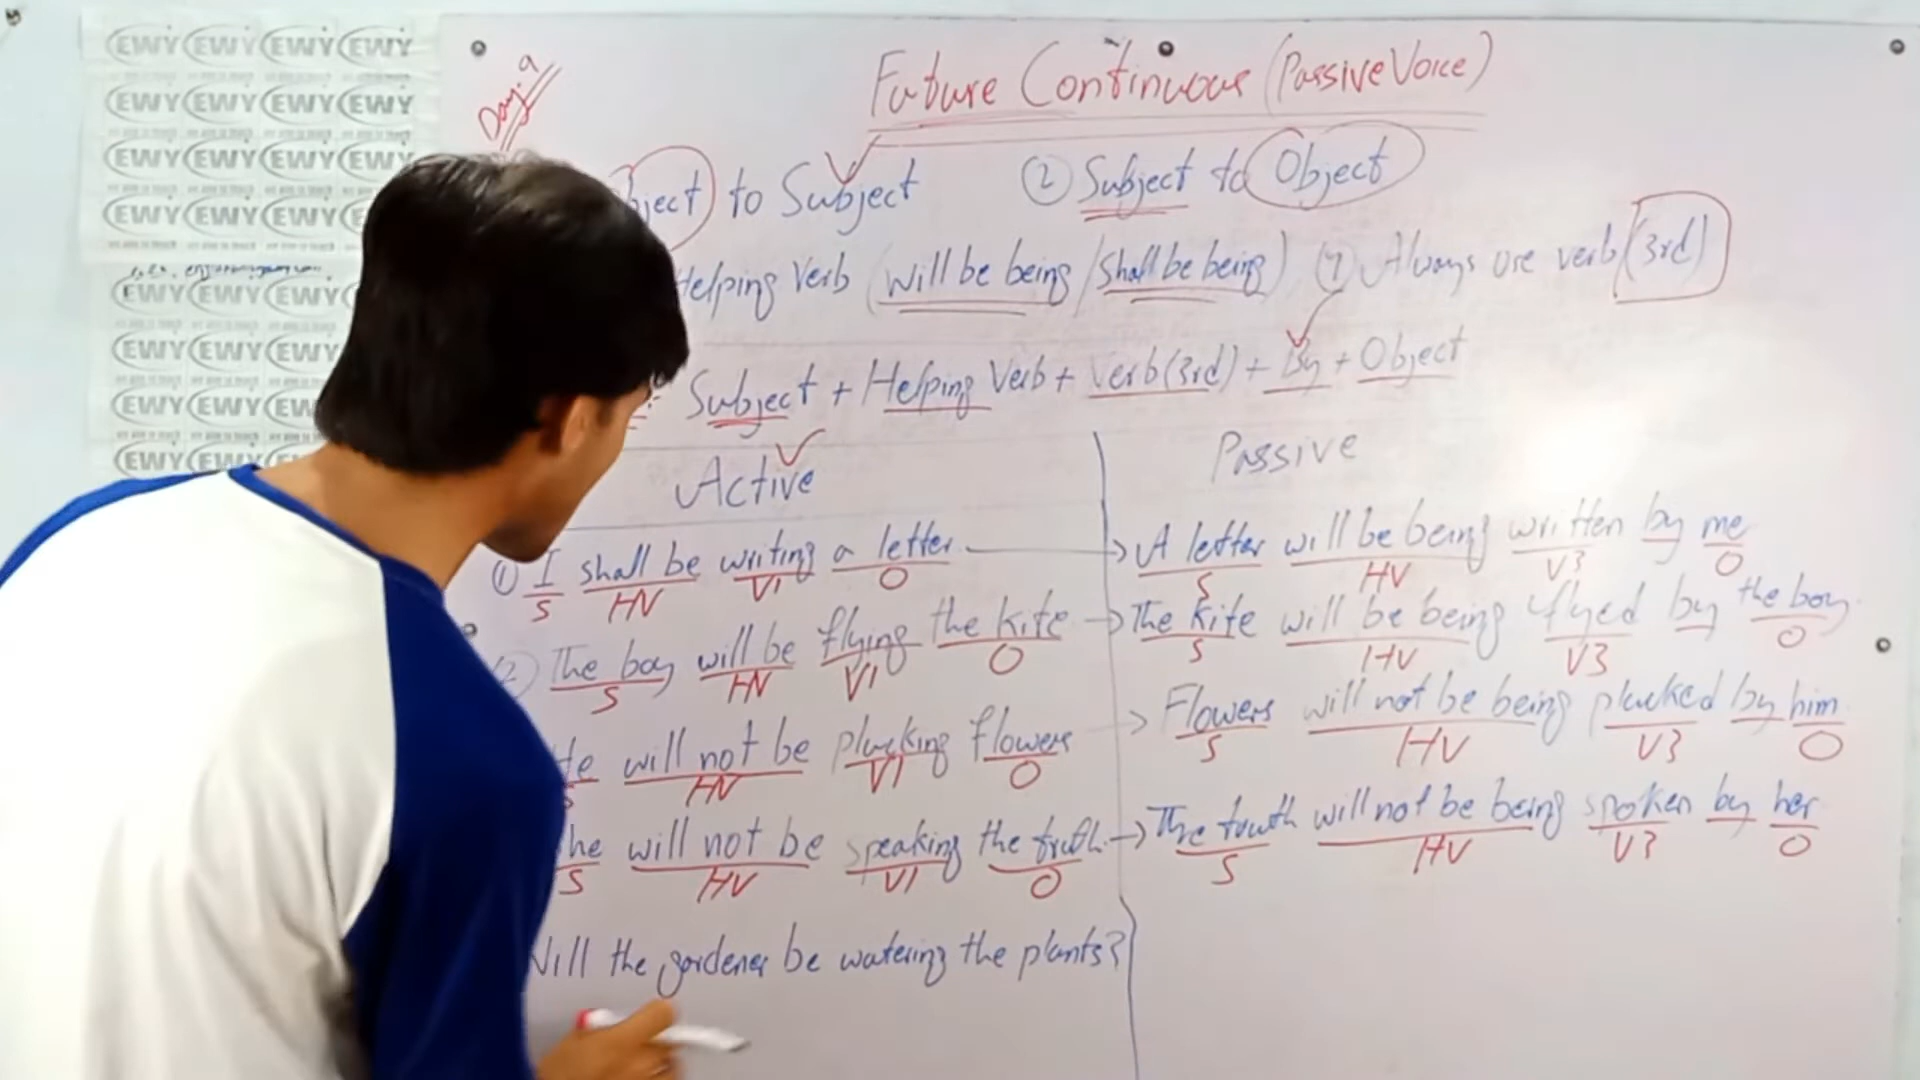 EWY EWY EWY EWY
EWY EWY EWY EWY
EWY EWY EWY EWY
EWY EWY EWY
EWY EWY EWY
EWY EWY EWY
EWY EWY
EWY EWY
Day: 9
Future Continuous (Passive Voice)
ject to Subject ② Subject to Object
Helping Verb (will be being / Shall be being) Always use verb (3rd)
Subject + Helping Verb + Verb (3rd) + By + Object
Active Passive
① I shall be writing a letter → A letter will be being written by me
S HV V1 O S HV V3 O
2) The boy will be flying the kite → The kite will be being flyed by the boy
S HV V1 O S HV V3 O
He will not be plucking flowers → Flowers will not be being plucked by him
S HV V1 O S HV V3 O
he will not be speaking the truth. → The truth will not be being spoken by her
S HV V1 O S HV V3 O
Will the gardener be watering the plants?